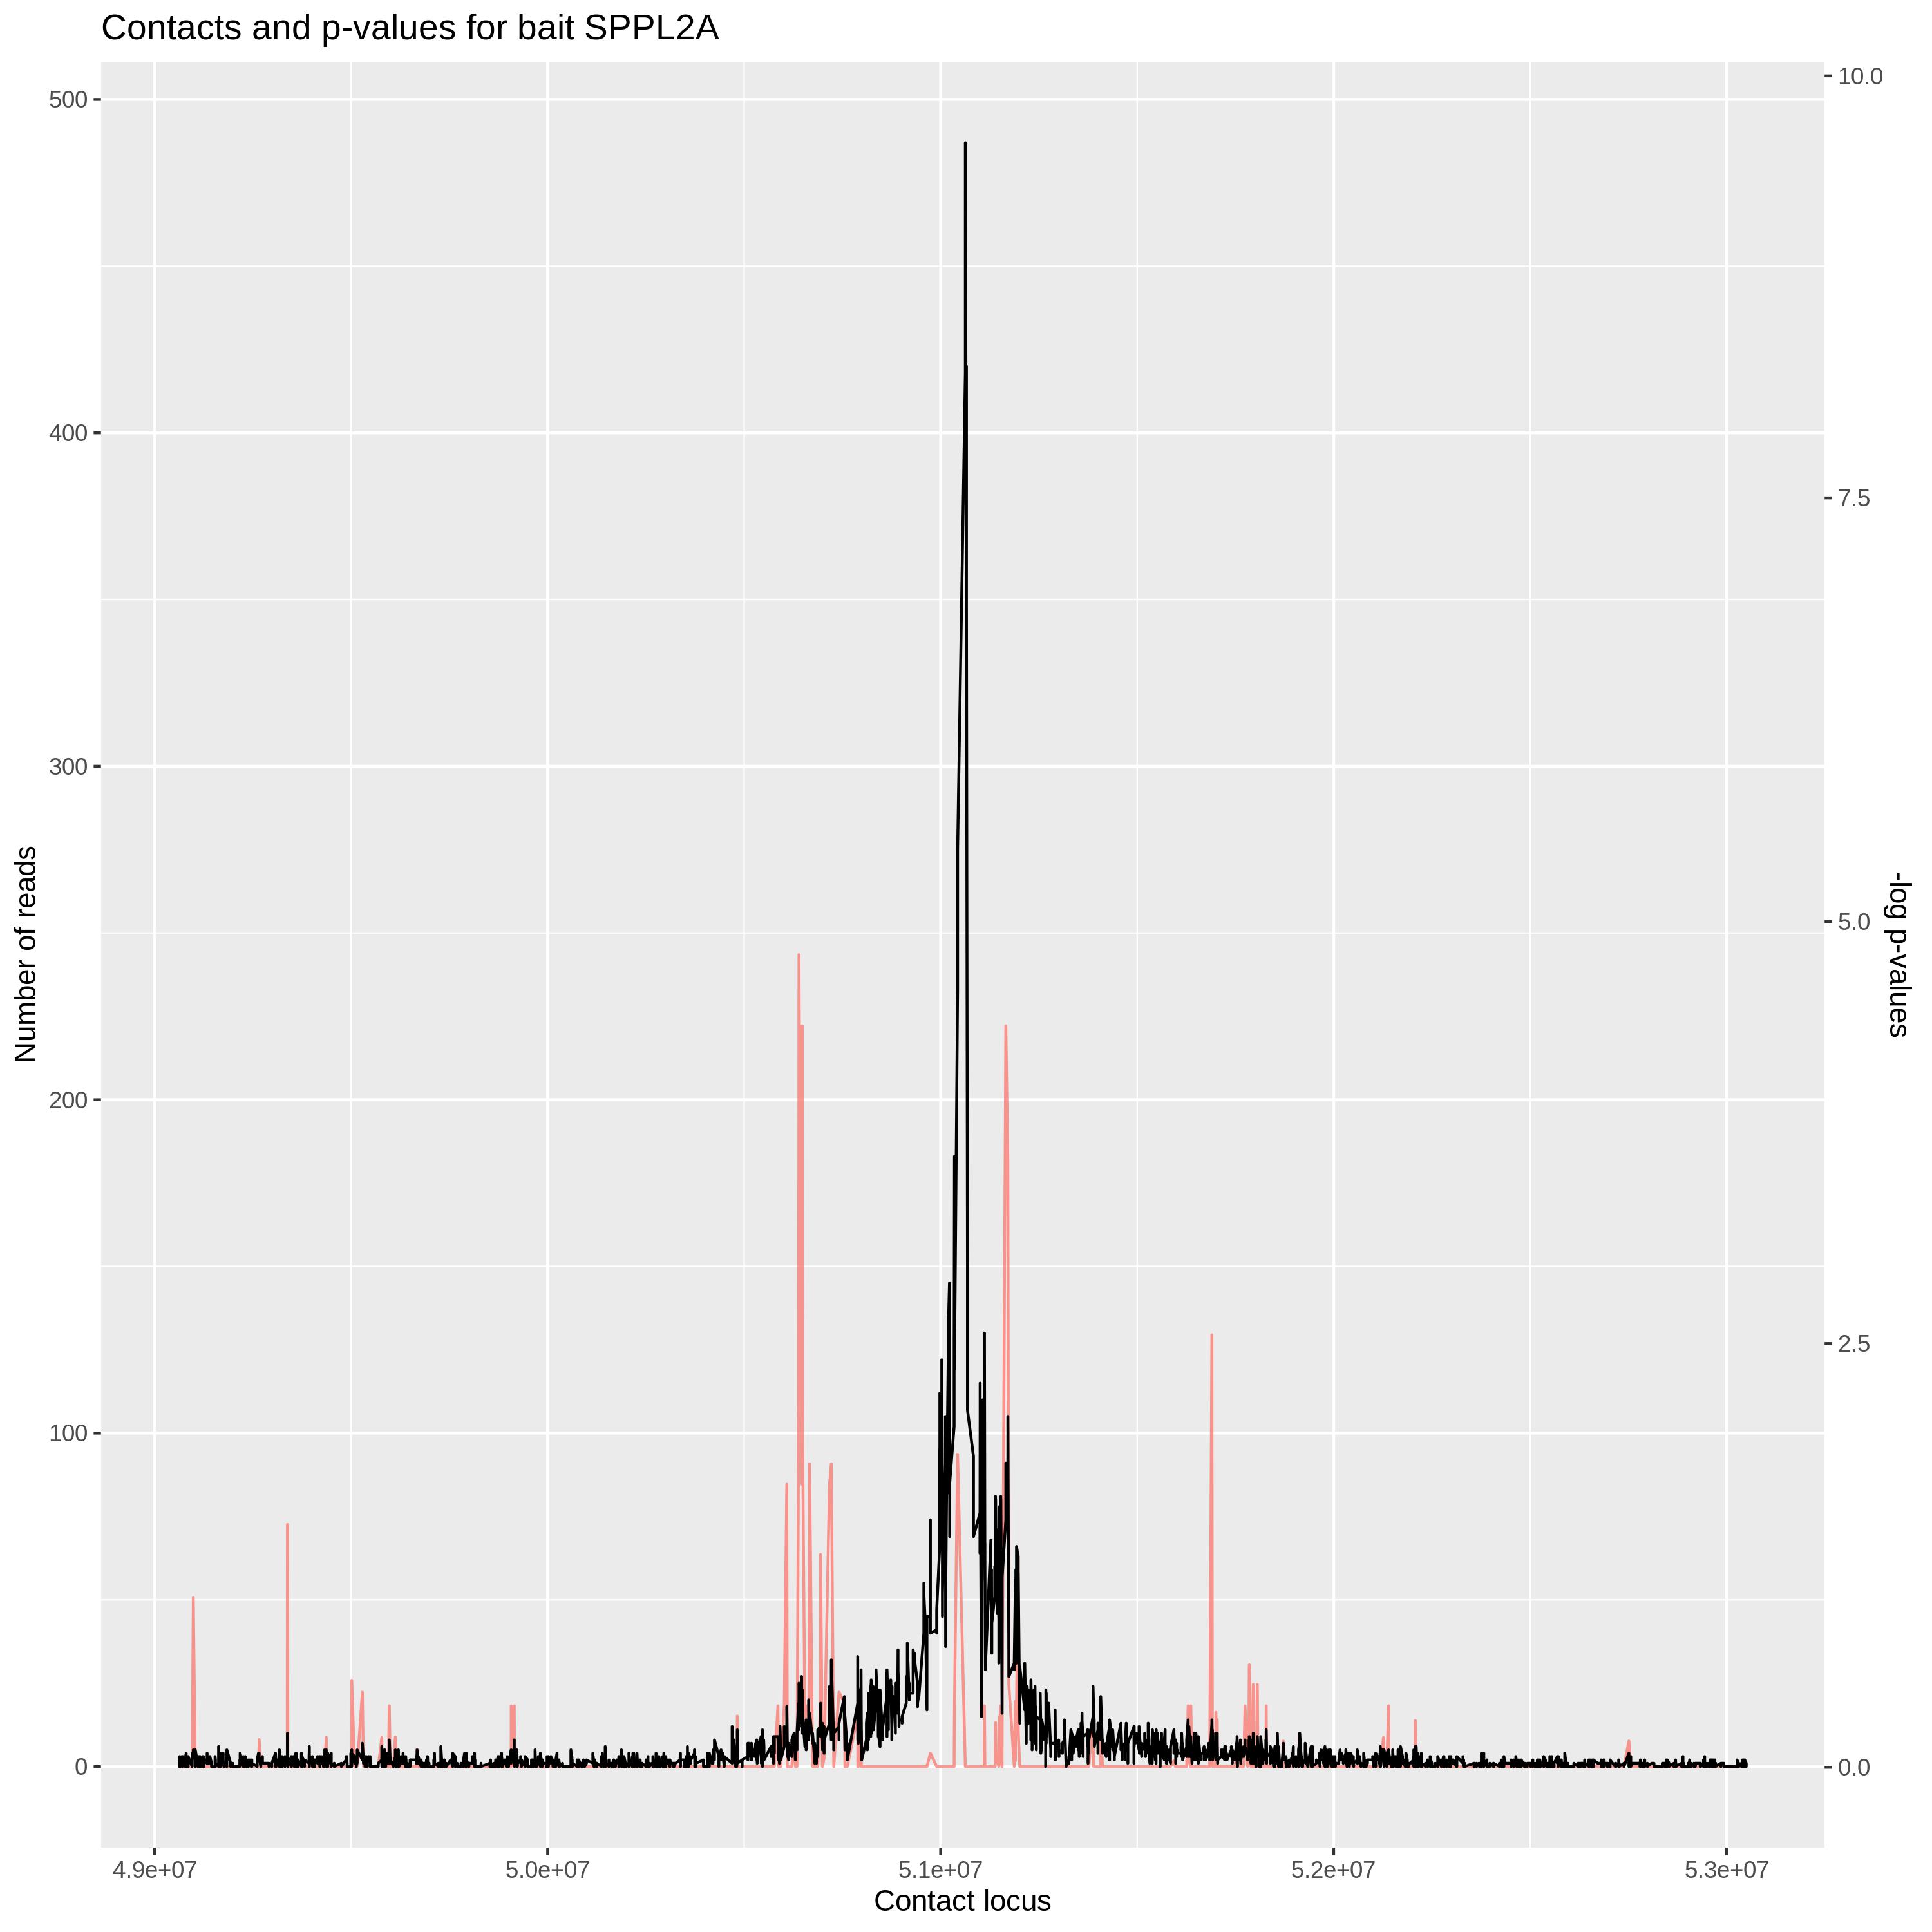 Contacts and p-values for bait SPPL2A
500
400
300
200
100
0
Number of reads
10.0
7.5
5.0
2.5
0.0
-log p-values
4.9e+07
5.0e+07
5.1e+07
5.2e+07
5.3e+07
Contact locus